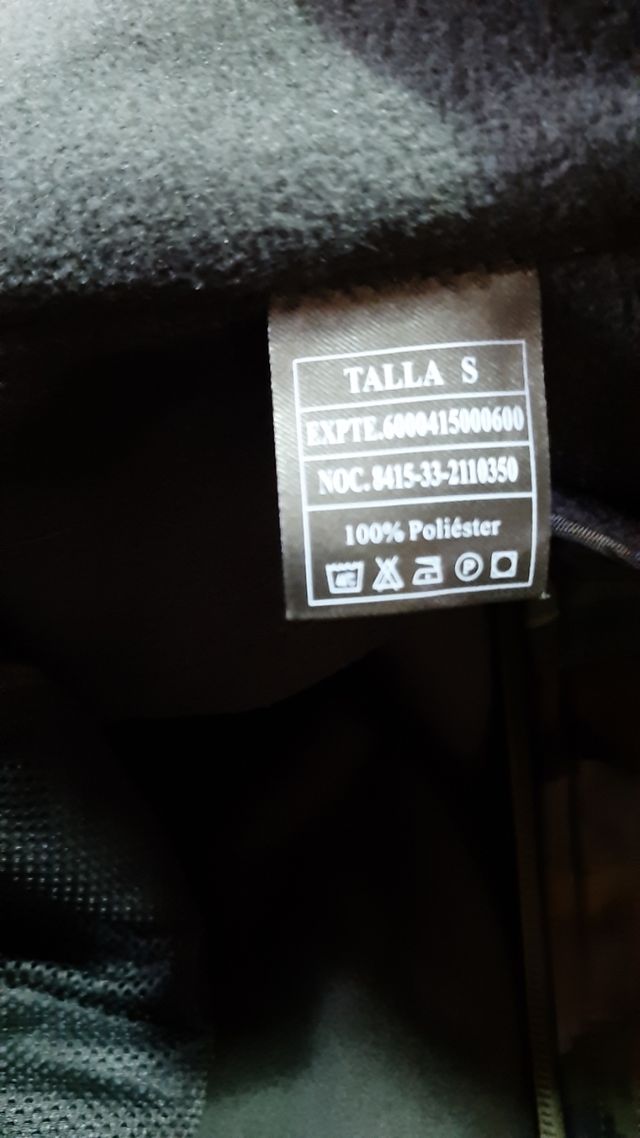 TALLA S
EXPTE.6000415000600
NOC. 8415-33-2110350
100% Poliéster
P